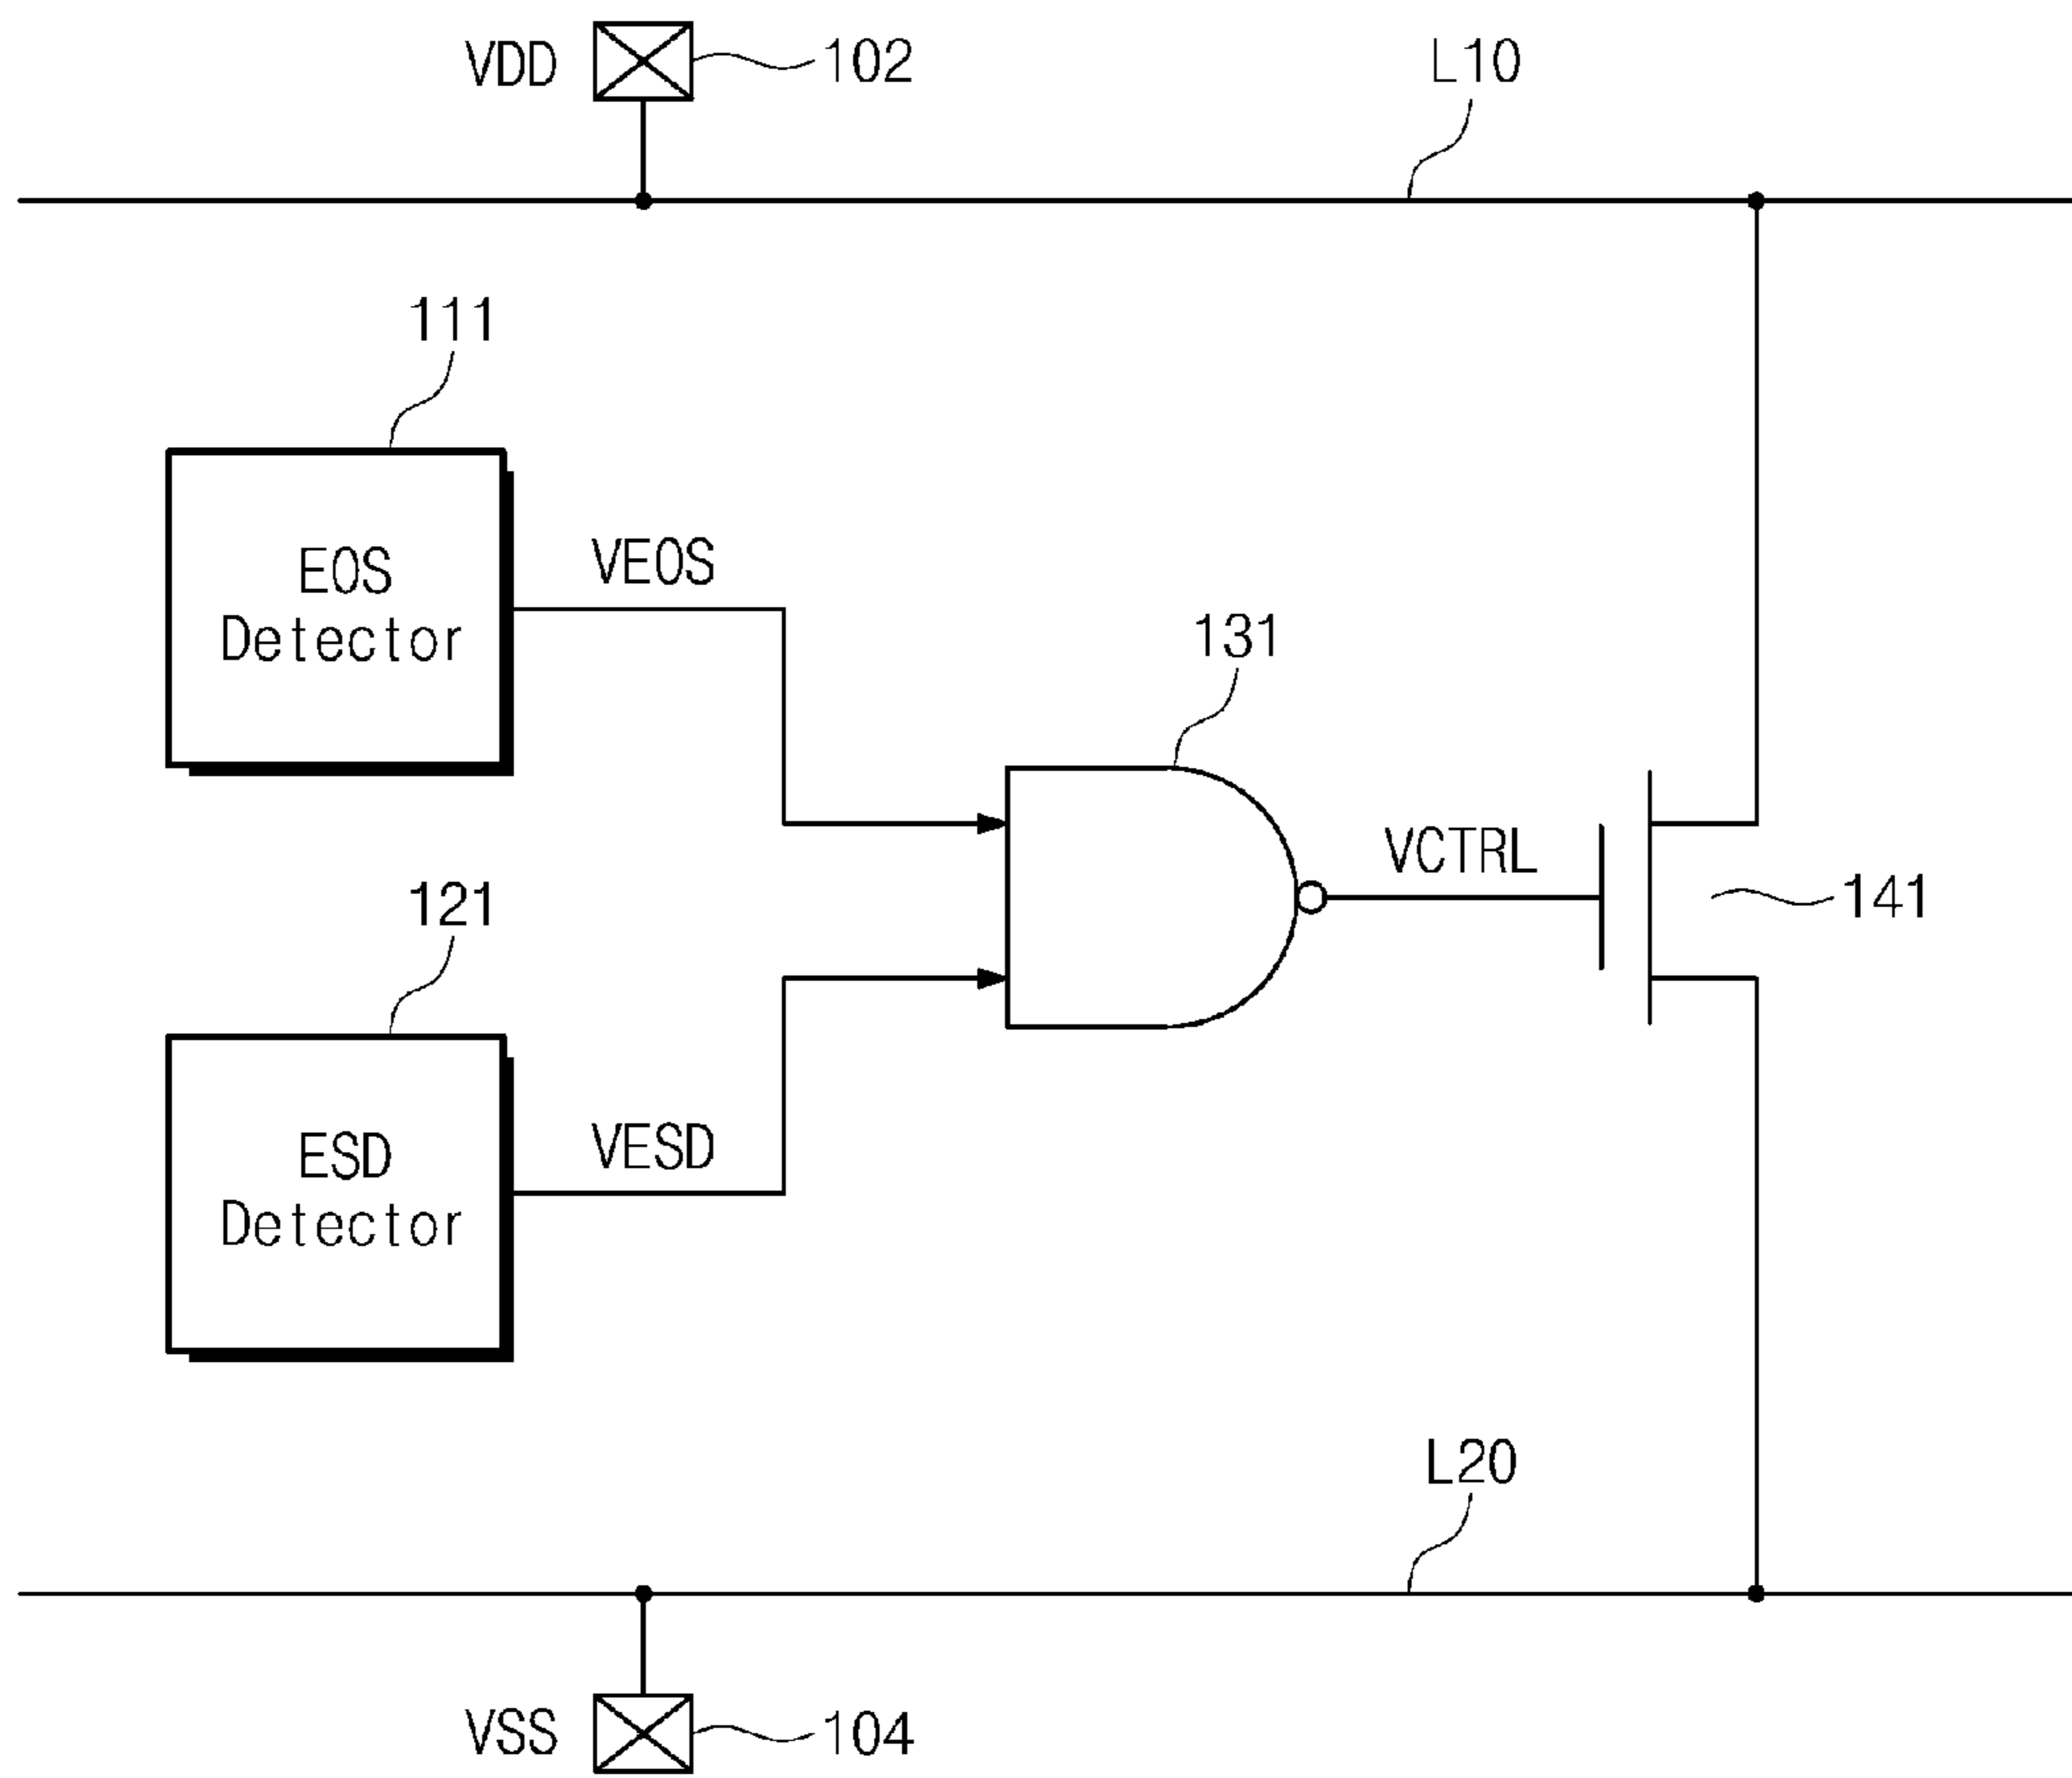 VDD
102
L10
111
EOS
Detector
VEOS
131
VCTRL
141
121
ESD
Detector
VESD
L20
VSS
104